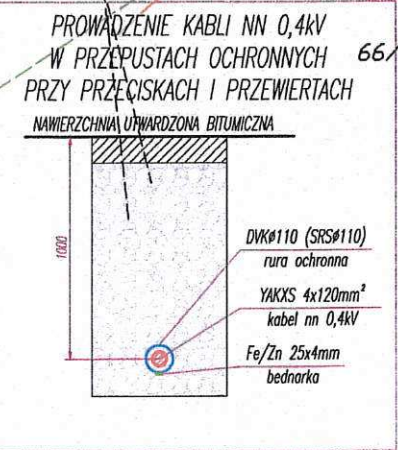 PROWADZENIE KABLI NN 0,4kV
W PRZEPUSTACH OCHRONNYCH
66/
PRZY PRZECISKACH I PRZEWIERTACH
NAWIERZCHNIA UTWARDZONA BITUMICZNA
1000
DVKø110 (SRSø110)
rura ochronna
YAKXS 4x120mm²
kabel nn 0,4kV
Fe/Zn 25x4mm
bednarka